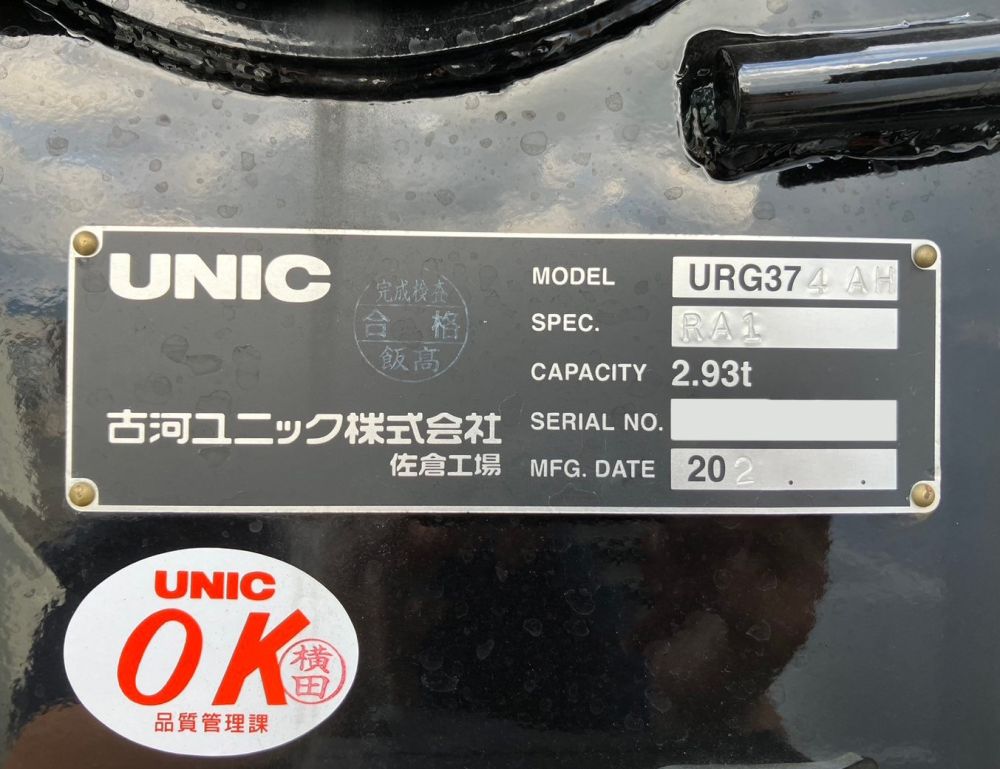 UNIC
完成検査
合格
飯高
古河ユニック株式会社
佐倉工場
MODEL URG374 AH
SPEC. RA1
CAPACITY 2.93t
SERIAL NO.
MFG. DATE 202 . .
UNIC
OK
横田
品質管理課